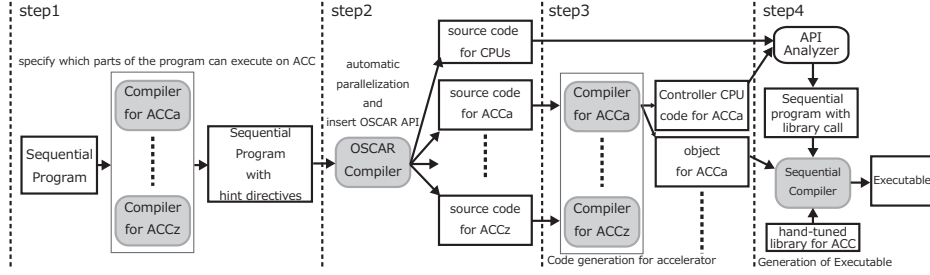 step1
specify which parts of the program can execute on ACC
Sequential
Program
Compiler
for ACCa
Compiler
for ACCz
Sequential
Program
with
hint directives
step2
automatic
parallelization
and
insert OSCAR API
OSCAR
Compiler
source code
for CPUs
source code
for ACCa
source code
for ACCz
step3
Compiler
for ACCa
Compiler
for ACCz
Controller CPU
code for ACCa
object
for ACCa
Code generation for accelerator
step4
API
Analyzer
Sequential
program with
library call
Sequential
Compiler
Executable
hand-tuned
library for ACC
Generation of Executable